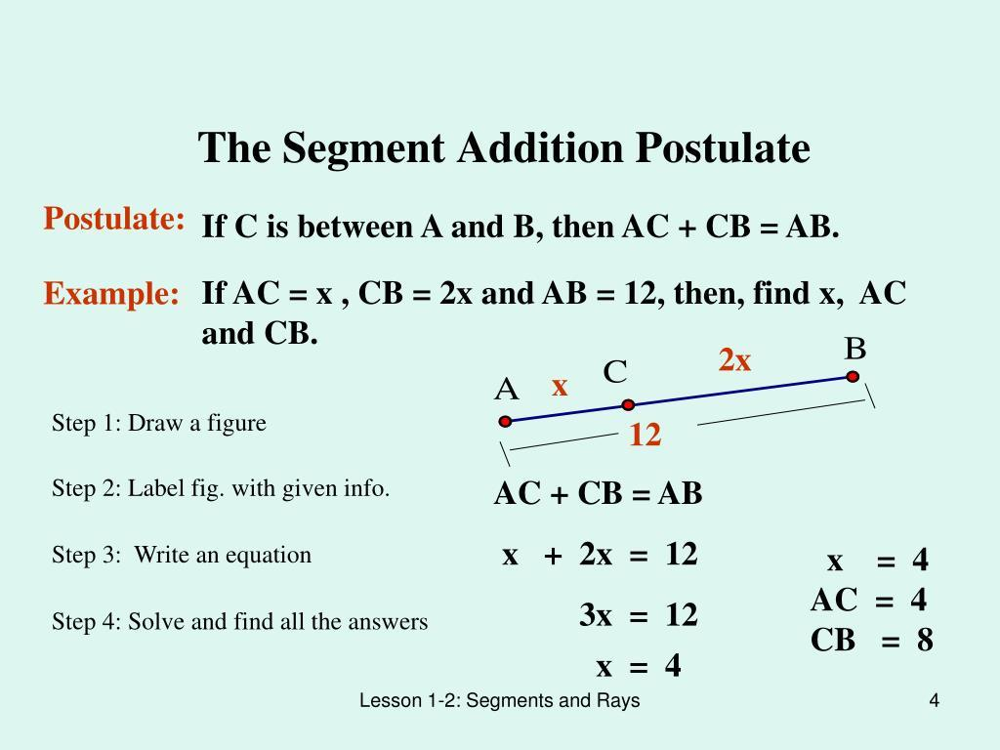 The Segment Addition Postulate
Postulate: If C is between A and B, then AC + CB = AB.
Example: If AC = x , CB = 2x and AB = 12, then, find x, AC
and CB.
B
2x
C
A
x
12
Step 1: Draw a figure
Step 2: Label fig. with given info.
AC + CB = AB
Step 3: Write an equation
x + 2x = 12
Step 4: Solve and find all the answers
3x = 12
x = 4
x = 4
AC = 4
CB = 8
Lesson 1-2: Segments and Rays
4